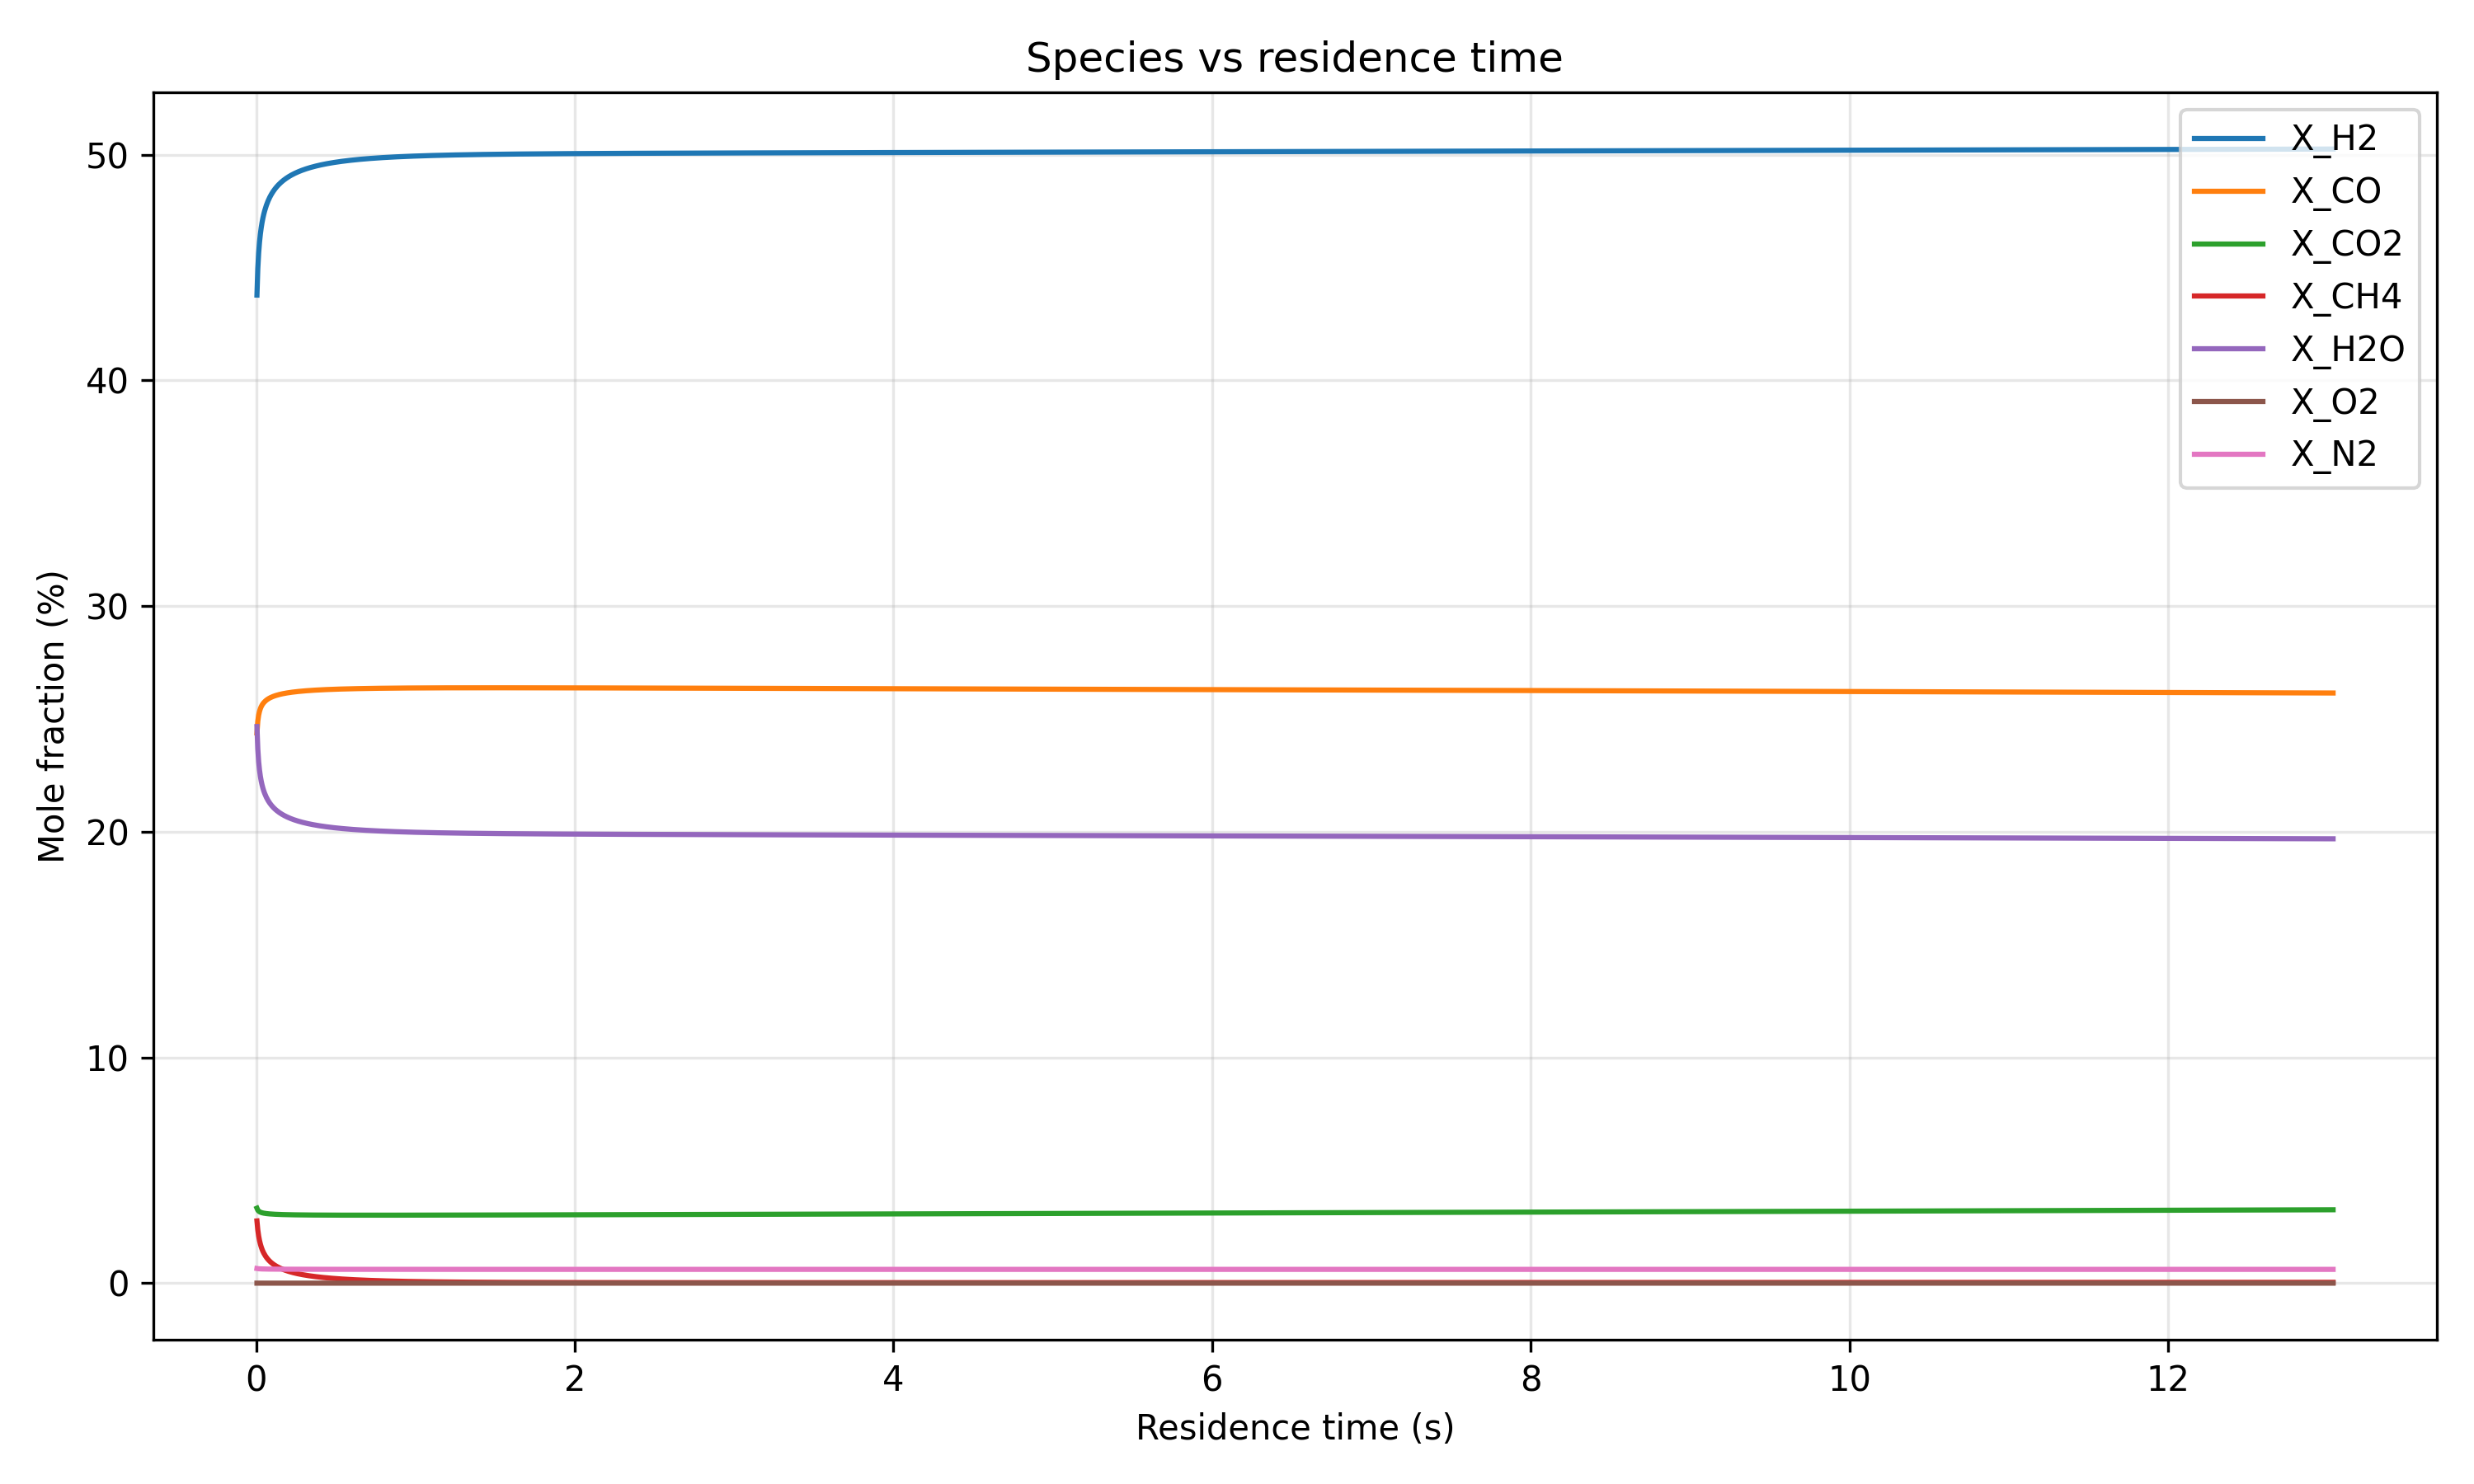 Species vs residence time
X_H2
X_CO
X_CO2
X_CH4
X_H2O
X_O2
X_N2
Mole fraction (%)
50
40
30
20
10
0
0 2 4 6 8 10 12
Residence time (s)